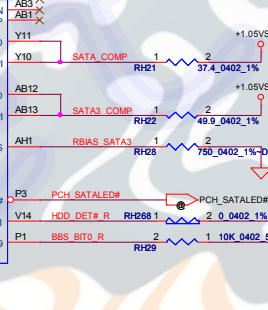 AB3
AB1
Y11
+1.05VS
Y10 SATA_COMP 1 2
RH21 37.4_0402_1%
AB12
+1.05VS
AB13 SATA3_COMP 1 2
RH22 49.9_0402_1%
AH1 RBIAS_SATA3 1 2
RH28 750_0402_1%~D
P3 PCH_SATALED# PCH_SATALED#
@
V14 HDD_DET#_R RH268 1 2 0_0402_1%
P1 BBS_BIT0_R 2 1 10K_0402_5
RH29